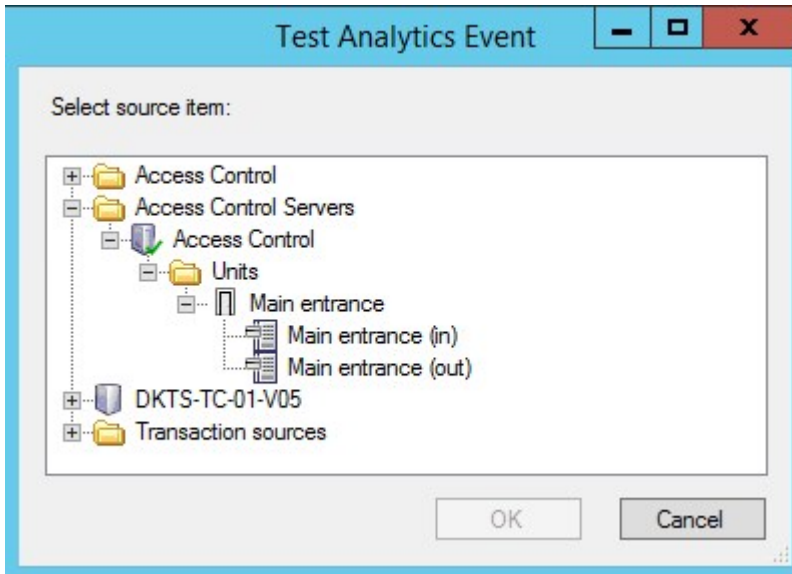 Test Analytics Event
Select source item:
Access Control
Access Control Servers
Access Control
Units
Main entrance
Main entrance (in)
Main entrance (out)
DKTS-TC-01-V05
Transaction sources
OK
Cancel